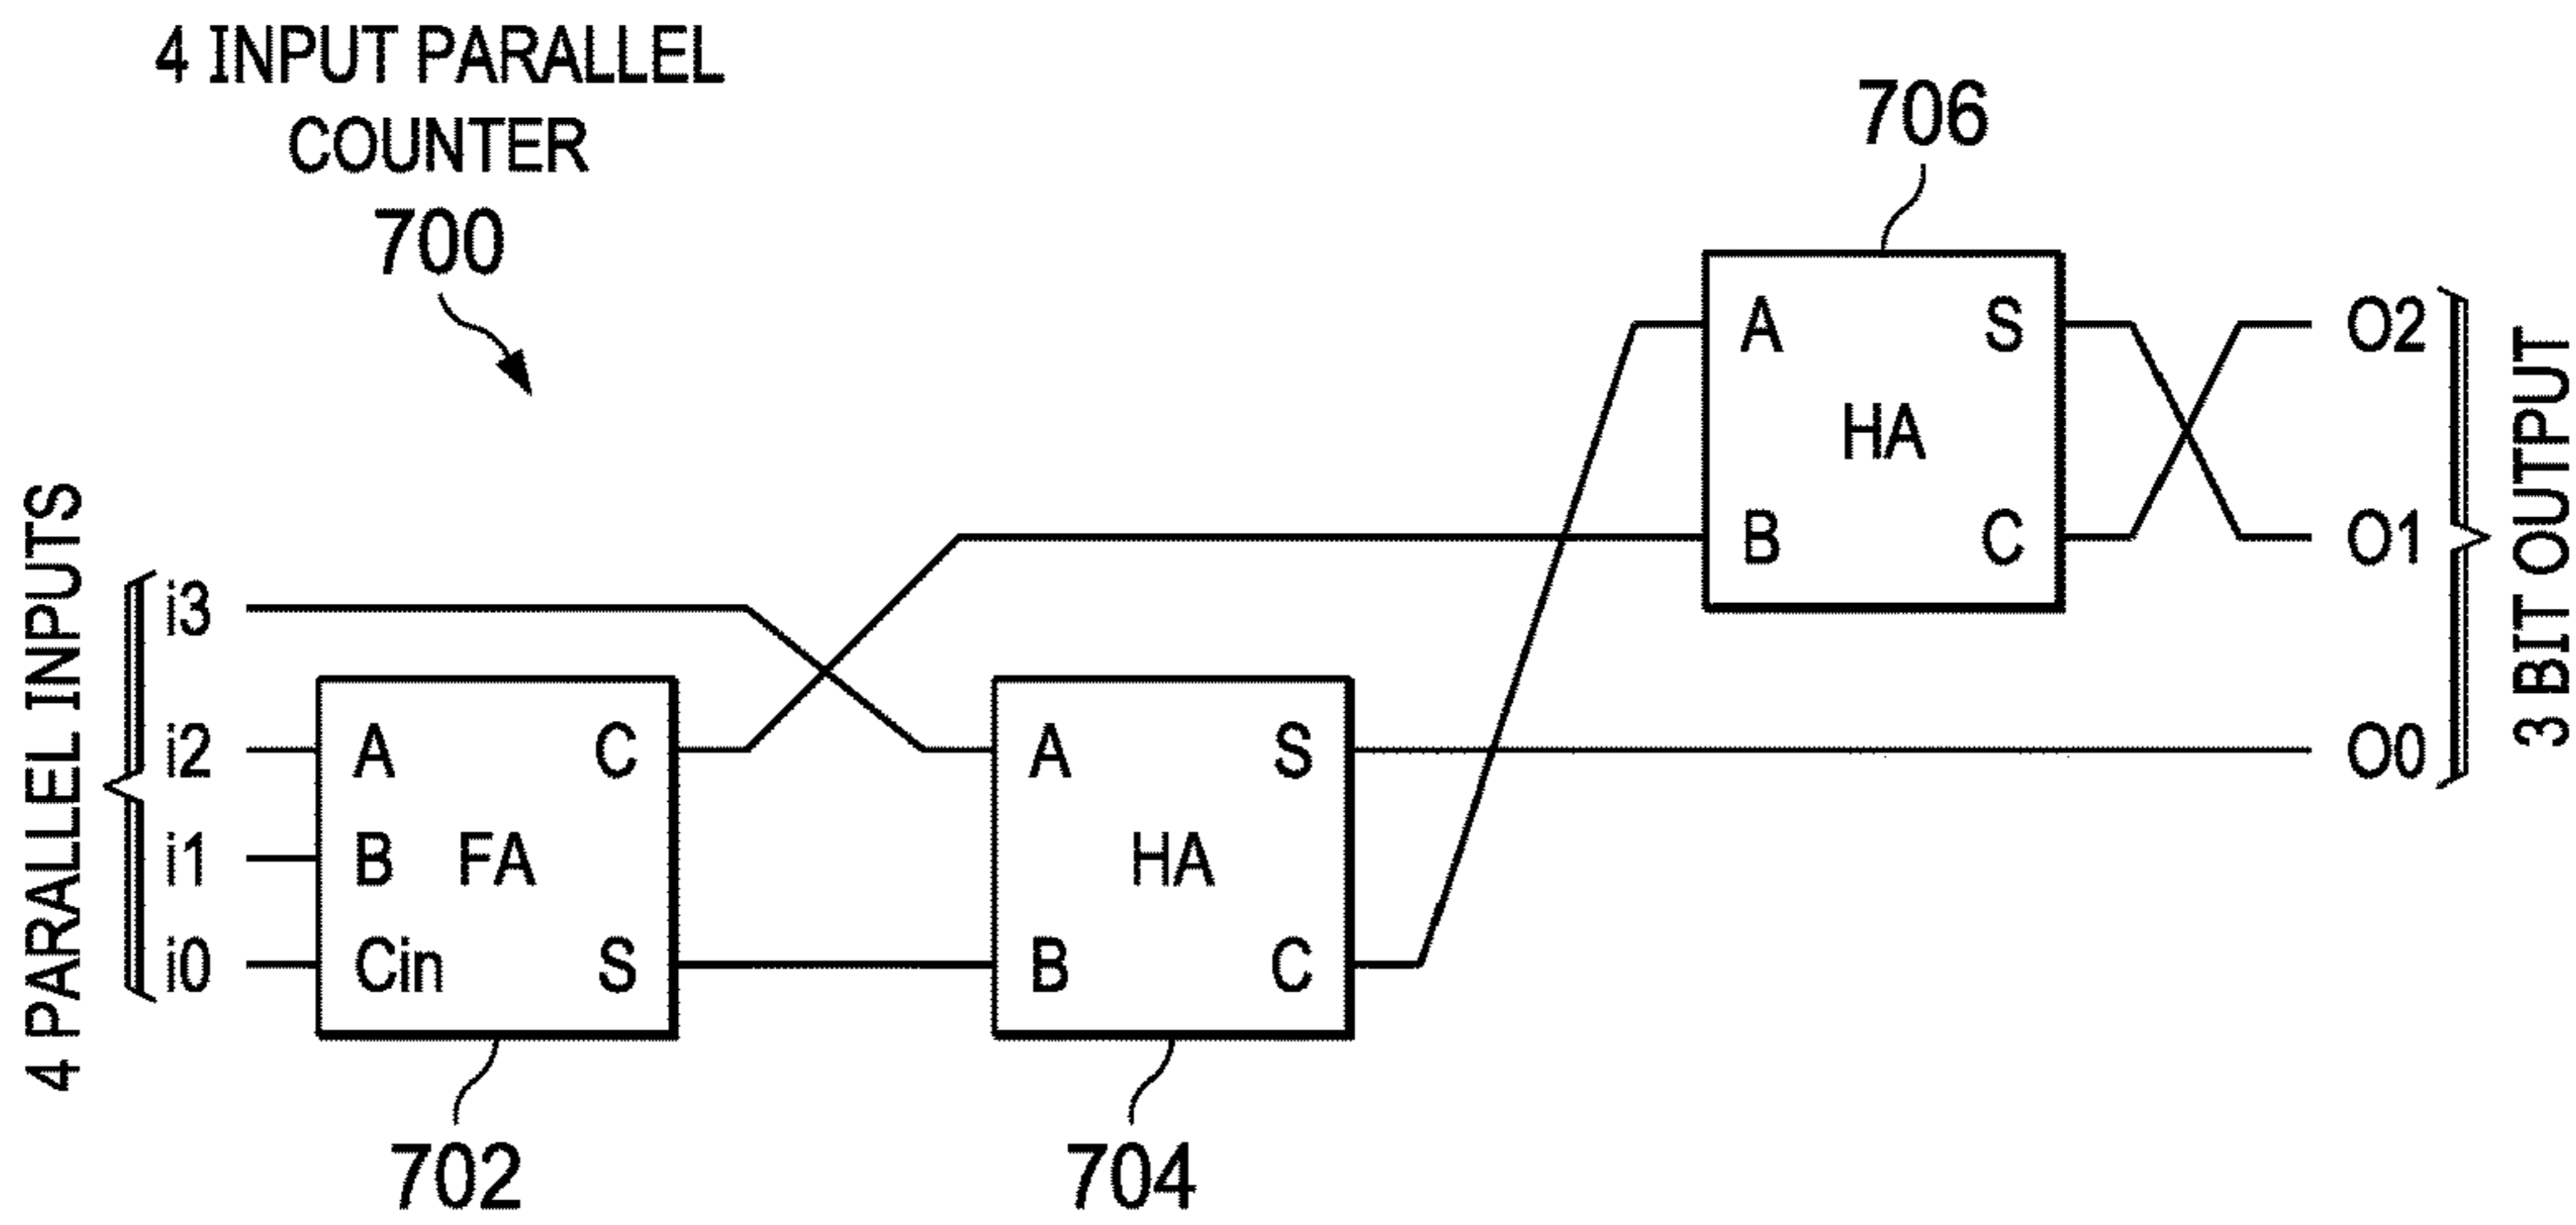 4 INPUT PARALLEL
COUNTER
700
706
A
S
HA
B
C
O2
O1
O0
3 BIT OUTPUT
4 PARALLEL INPUTS
i3
i2
i1
i0
A
C
B
FA
Cin
S
702
A
S
HA
B
C
704